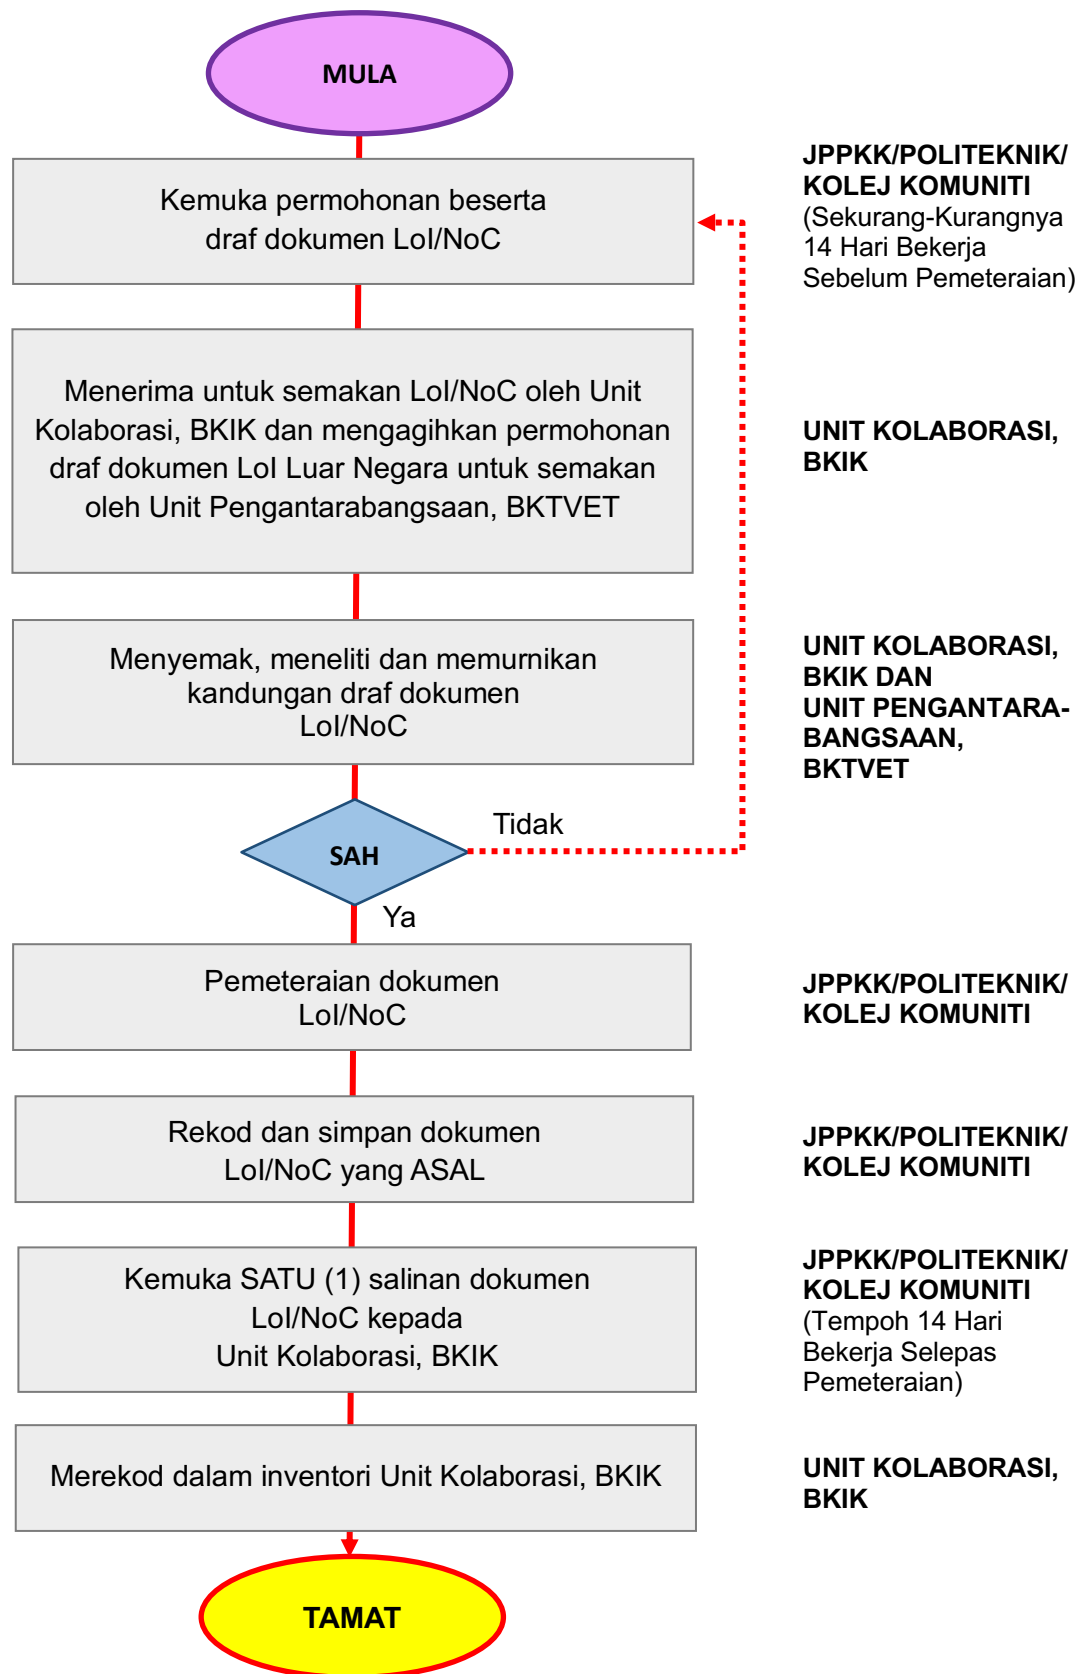 MULA
Kemuka permohonan beserta
draf dokumen LoI/NoC
JPPKK/POLITEKNIK/
KOLEJ KOMUNITI
(Sekurang-Kurangnya
14 Hari Bekerja
Sebelum Pemeteraian)
Menerima untuk semakan LoI/NoC oleh Unit
Kolaborasi, BKIK dan mengagihkan permohonan
draf dokumen LoI Luar Negara untuk semakan
oleh Unit Pengantarabangsaan, BKTVET
UNIT KOLABORASI,
BKIK
Menyemak, meneliti dan memurnikan
kandungan draf dokumen
LoI/NoC
UNIT KOLABORASI,
BKIK DAN
UNIT PENGANTARA-
BANGSAAN,
BKTVET
SAH
Tidak
Ya
Pemeteraian dokumen
LoI/NoC
JPPKK/POLITEKNIK/
KOLEJ KOMUNITI
Rekod dan simpan dokumen
LoI/NoC yang ASAL
JPPKK/POLITEKNIK/
KOLEJ KOMUNITI
Kemuka SATU (1) salinan dokumen
LoI/NoC kepada
Unit Kolaborasi, BKIK
JPPKK/POLITEKNIK/
KOLEJ KOMUNITI
(Tempoh 14 Hari
Bekerja Selepas
Pemeteraian)
Merekod dalam inventori Unit Kolaborasi, BKIK
UNIT KOLABORASI,
BKIK
TAMAT